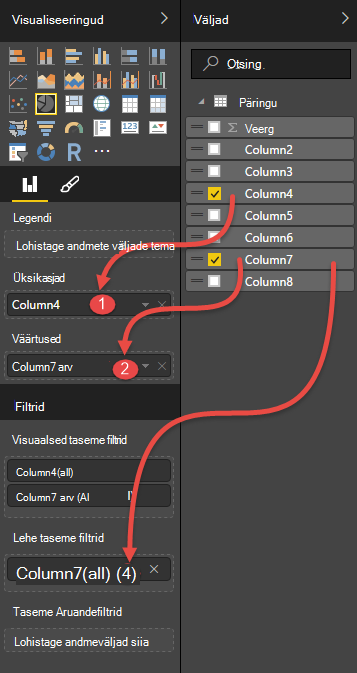 Visualiseeringud
R
123
Legendi
Lohistage andmete väljade tema
Üksikasjad
Column4
1
Väärtused
Column7 arv
2
Filtrid
Visuaalsed taseme filtrid
Column4(all)
Column7 arv (Al
Lehe taseme filtrid
Column7(all) (4)
Taseme Aruandefiltrid
Lohistage andmeväljad siia
Väljad
Otsing.
Päringu
Σ Veerg
Column2
Column3
Column4
Column5
Column6
Column7
Column8